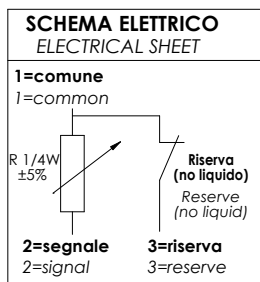 SCHEMA ELETTRICO
ELECTRICAL SHEET
1=comune
1=common
R 1/4W
±5%
Riserva
(no liquido)
Reserve
(no liquid)
2=segnale
2=signal
3=riserva
3=reserve